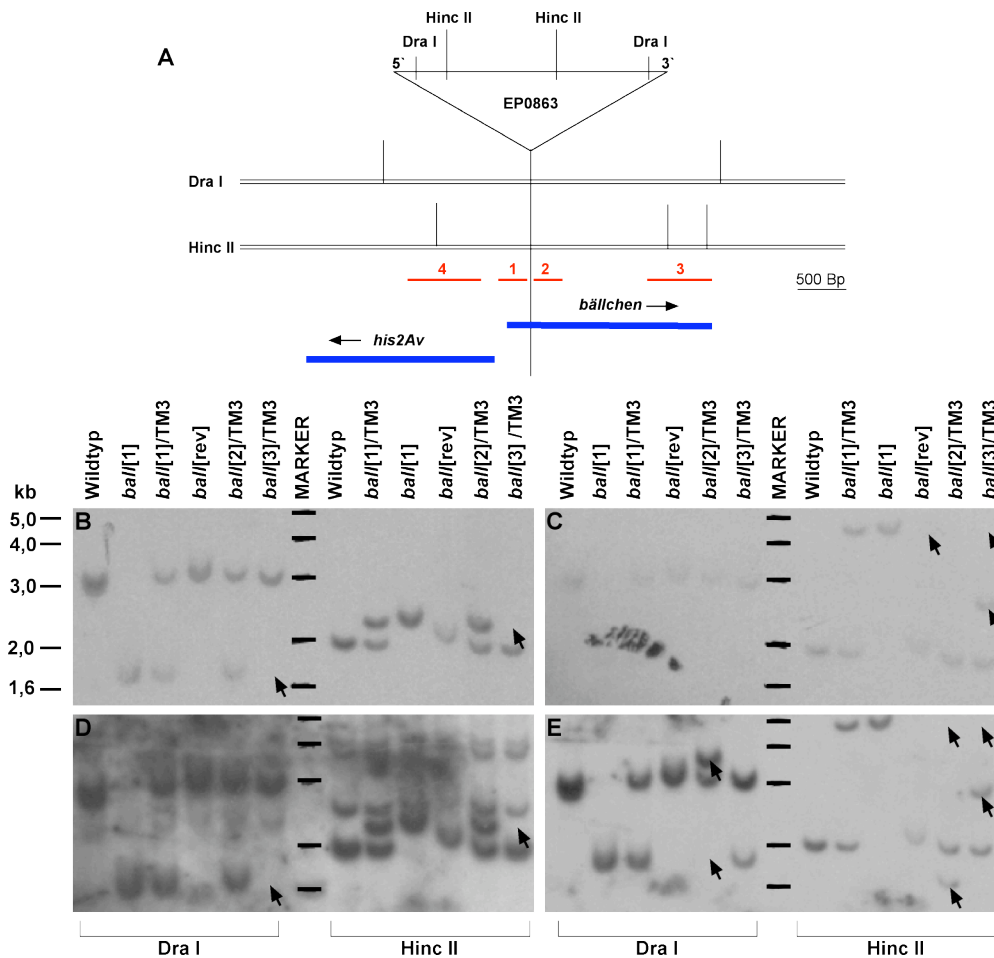 A
Hinc II Hinc II
Dra I Dra I
5` 3`
EP0863
Dra I
Hinc II
4 1 2 3
500 Bp
bällchen
his2Av
Wildtyp ball[1] ball[1]/TM3 ball[rev] ball[2]/TM3 ball[3]/TM3 MARKER Wildtyp ball[1]/TM3 ball[1] ball[rev] ball[2]/TM3 ball[3] /TM3 Wildtyp ball[1] ball[1]/TM3 ball[rev] ball[2]/TM3 ball[3]/TM3 MARKER Wildtyp ball[1]/TM3 ball[1] ball[rev] ball[2]/TM3 ball[3]/TM3
kb
5,0
4,0
3,0
2,0
1,6
B C
D E
Dra I Hinc II Dra I Hinc II